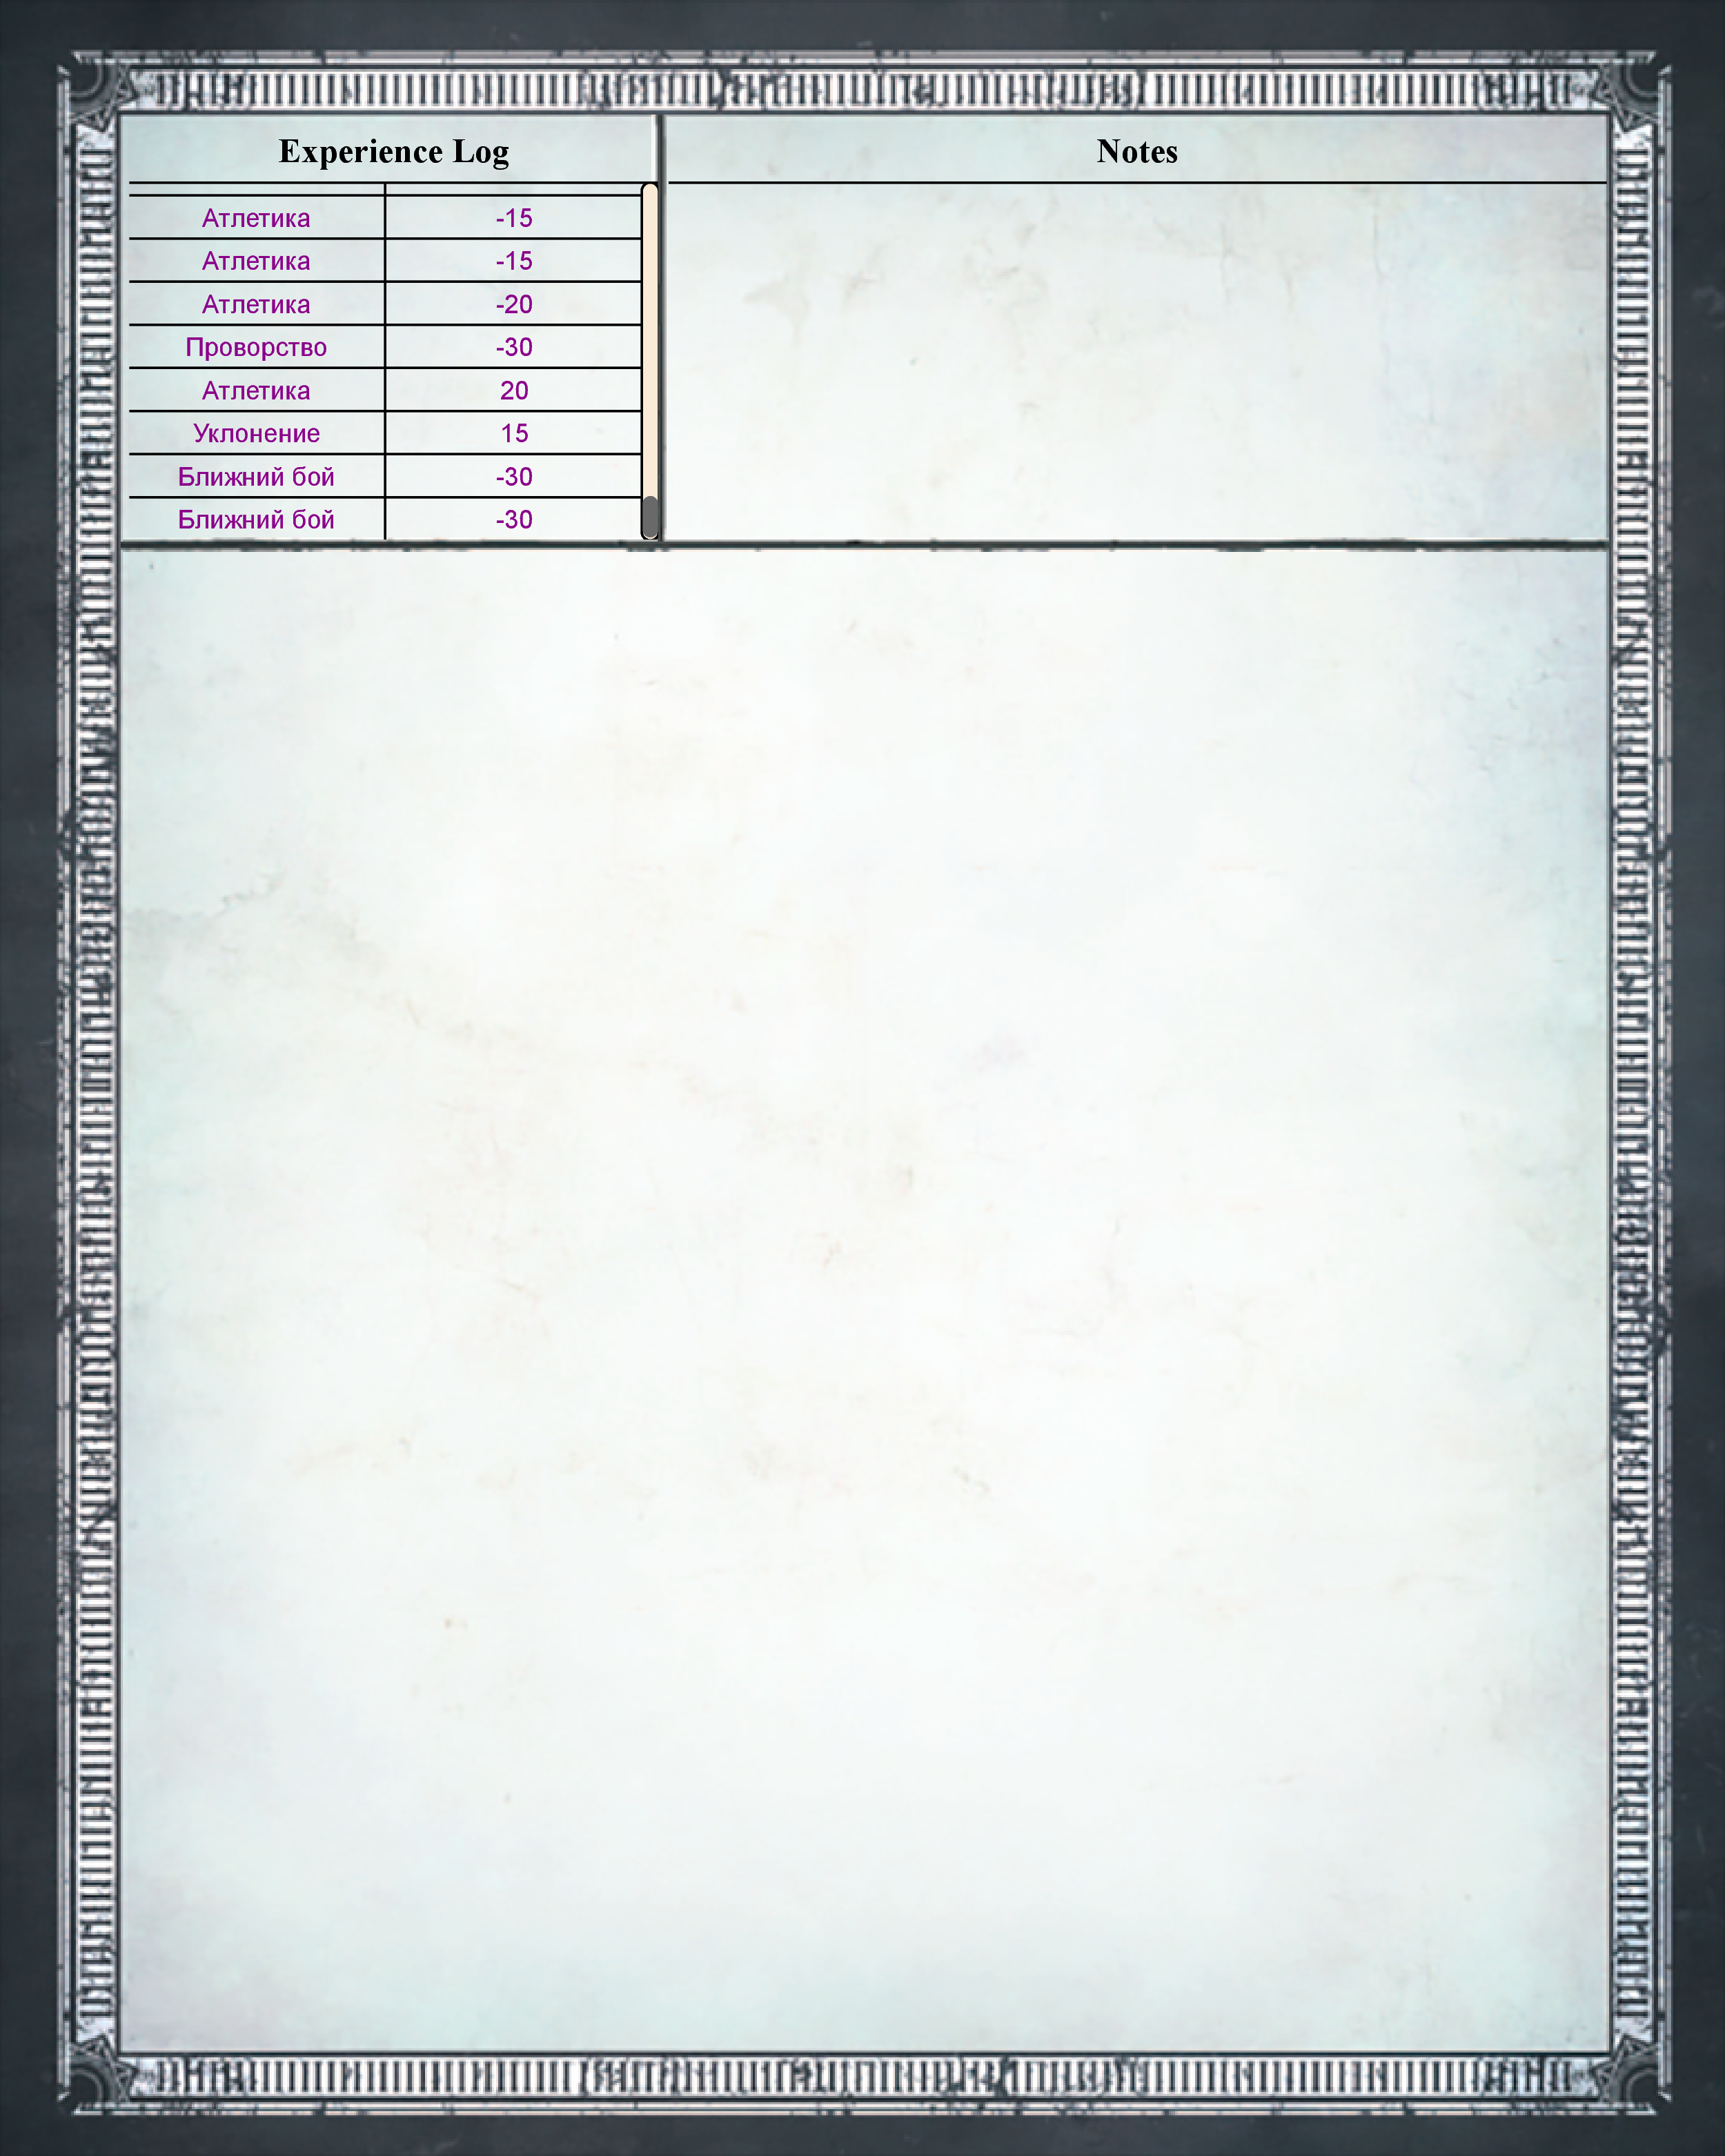 Experience Log
Notes
Атлетика -15
Атлетика -15
Атлетика -20
Проворство -30
Атлетика 20
Уклонение 15
Ближний бой -30
Ближний бой -30